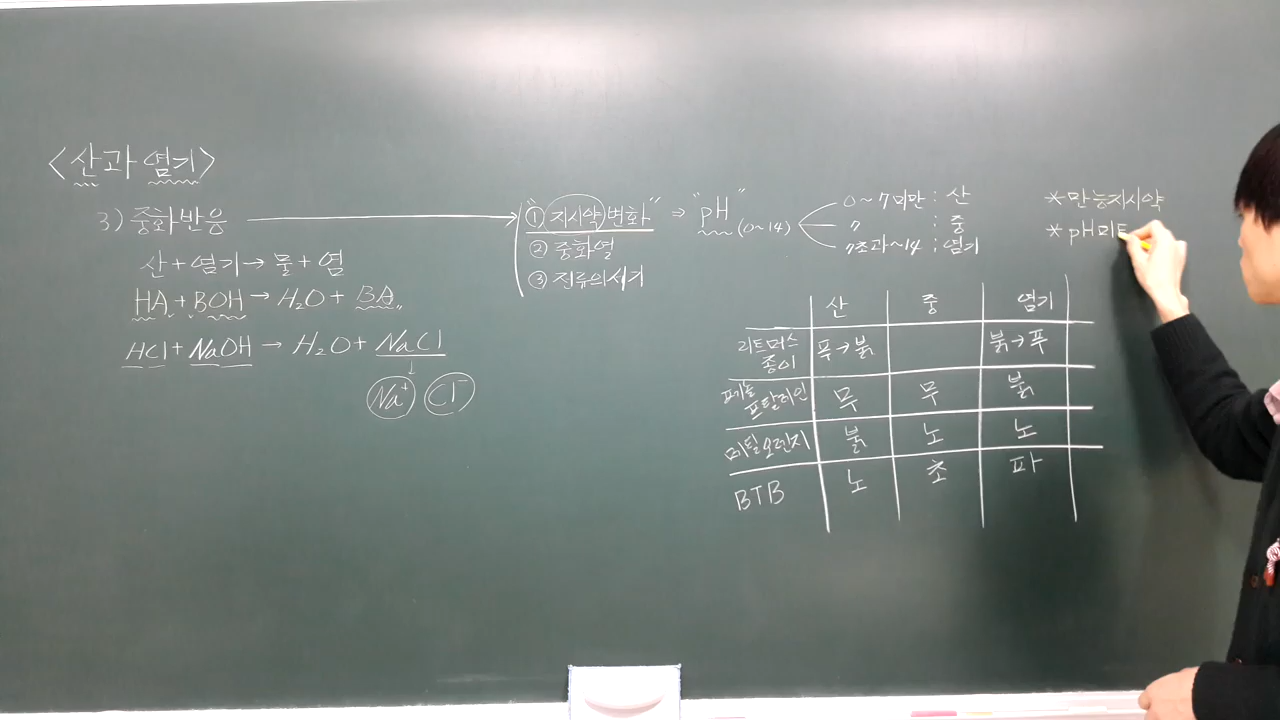 <산과 염기>
3) 중화반응
산+염기→물+염
HA+BOH→H₂O+BA
HCl+NaOH→H₂O+NaCl
↓
Na⁺ Cl⁻
"① 지시약변화" ⇒ "pH" (0~14)
② 중화열
③ 전류의세기
0~7미만 : 산
〃 : 중
7초과~14 : 염기
*만능지시약
*pH미트
산 중 염기
리트머스 종이 푸→붉 붉→푸
페놀프탈레인 무 무 붉
메틸오렌지 붉 노 노
BTB 노 초 파